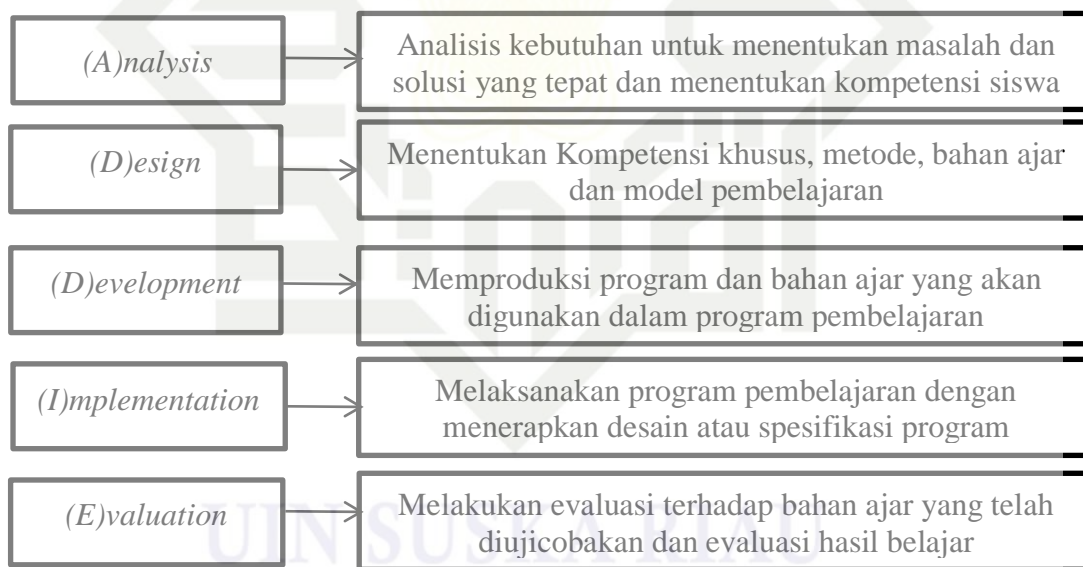 (A)nalysis
Analisis kebutuhan untuk menentukan masalah dan
solusi yang tepat dan menentukan kompetensi siswa
(D)esign
Menentukan Kompetensi khusus, metode, bahan ajar
dan model pembelajaran
(D)evelopment
Memproduksi program dan bahan ajar yang akan
digunakan dalam program pembelajaran
(I)mplementation
Melaksanakan program pembelajaran dengan
menerapkan desain atau spesifikasi program
(E)valuation
Melakukan evaluasi terhadap bahan ajar yang telah
diujicobakan dan evaluasi hasil belajar
UIN SUSKA RIAU